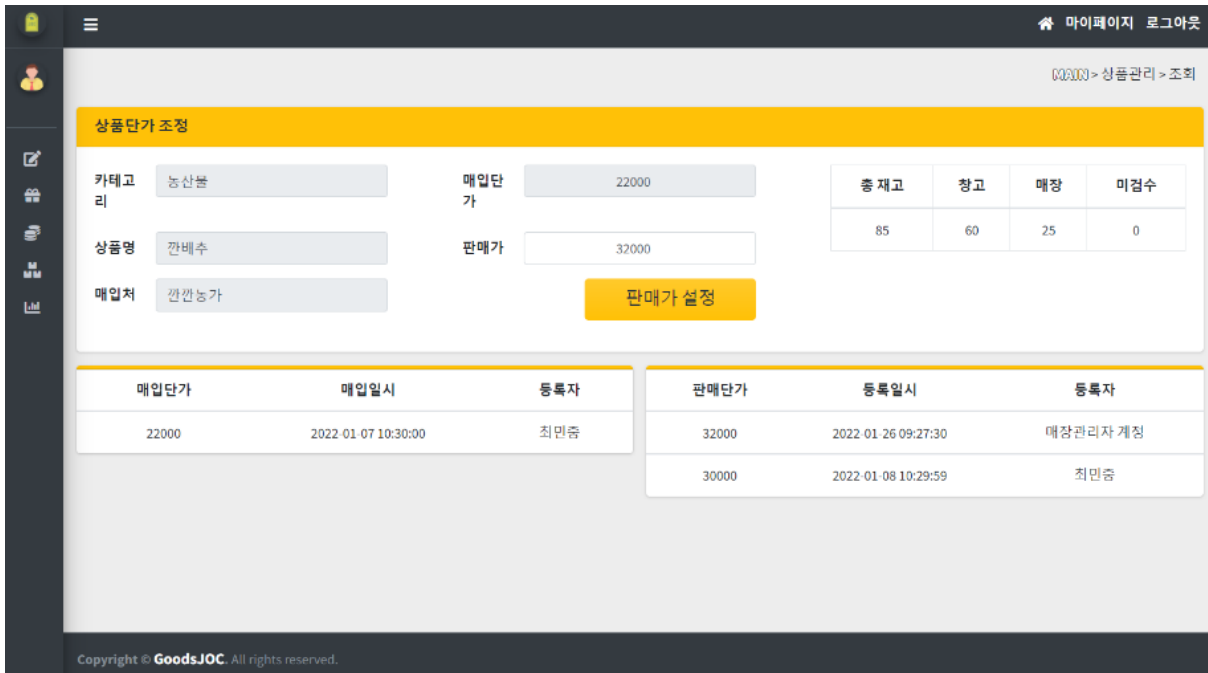 마이페이지 로그아웃
MAIN > 상품관리 > 조회
상품단가 조정
카테고리 농산물 매입단가 22000
상품명 깐배추 판매가 32000
매입처 깐깐농가 판매가 설정
총 재고 창고 매장 미검수
85 60 25 0
매입단가 매입일시 등록자
22000 2022-01-07 10:30:00 최민중
판매단가 등록일시 등록자
32000 2022-01-26 09:27:30 매장관리자 계정
30000 2022-01-08 10:29:59 최민중
Copyright © GoodsJOC. All rights reserved.